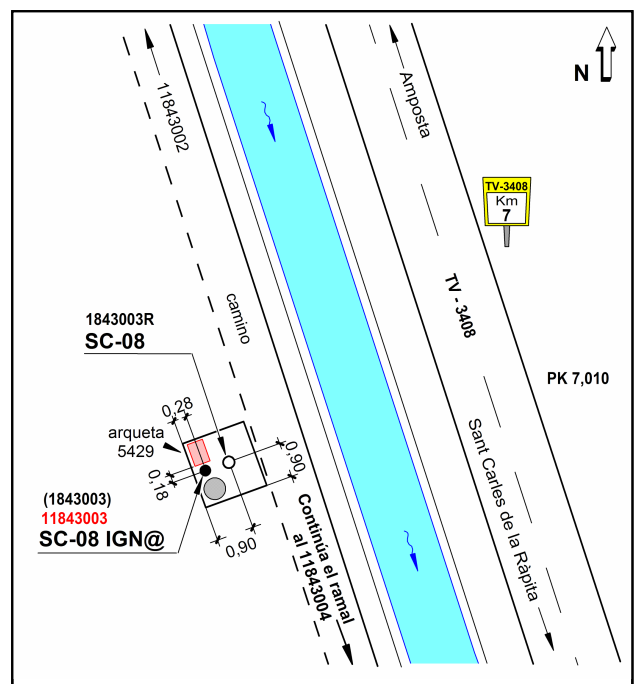 N
11843002
Amposta
TV-3408
Km
7
camino
TV - 3408
1843003R
SC-08
PK 7,010
0,28
arqueta
5429
0,90
0,18
(1843003)
11843003
SC-08 IGN@
0,90
Continúa el ramal
al 11843004
Sant Carles de la Ràpita